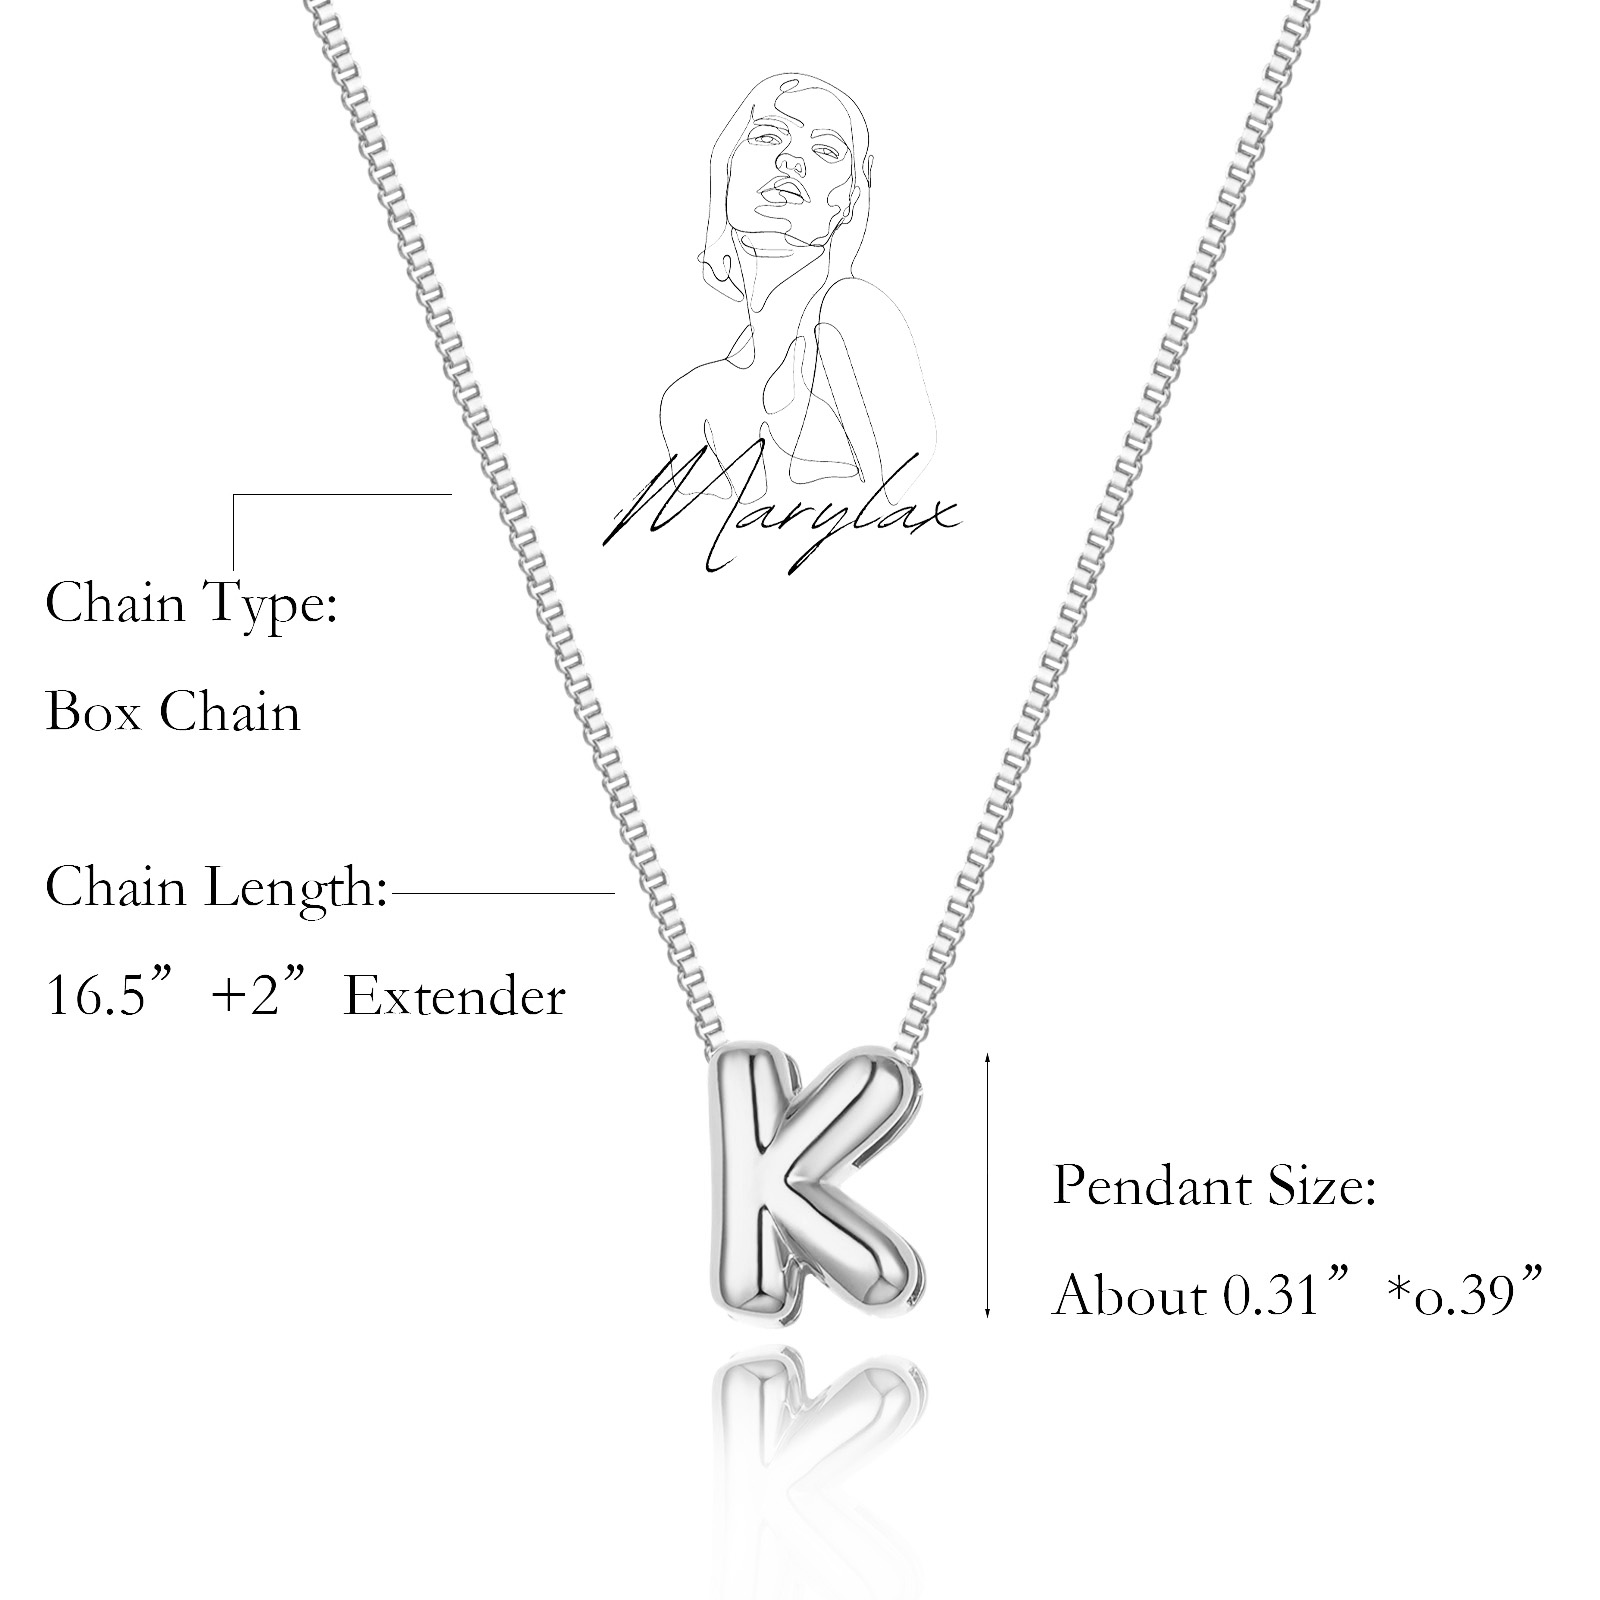 Marylax
Chain Type:
Box Chain
Chain Length:
16.5” +2” Extender
K
Pendant Size:
About 0.31” *o.39”